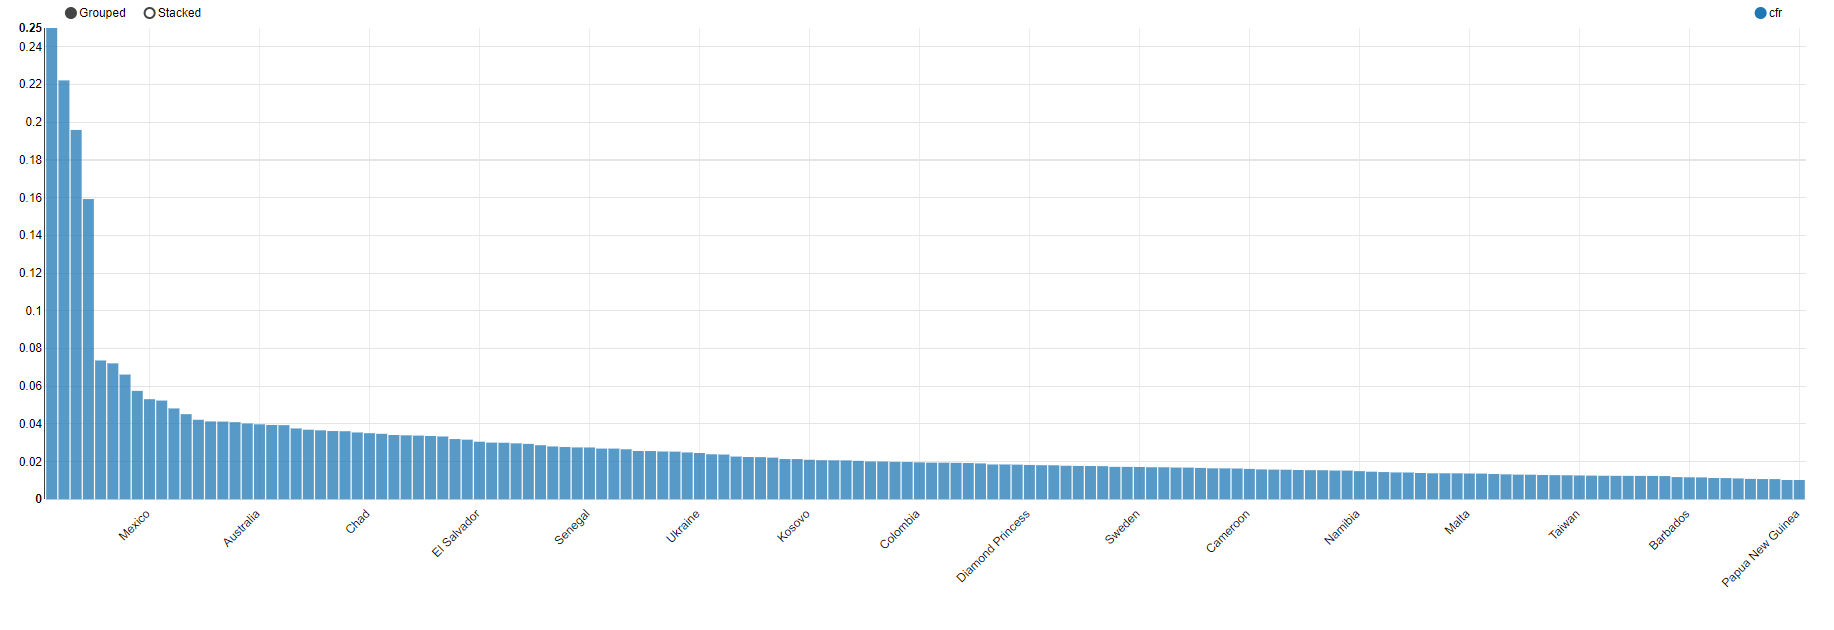 Grouped Stacked cfr
0.25
0.24
0.22
0.2
0.18
0.16
0.14
0.12
0.1
0.08
0.06
0.04
0.02
0
Mexico
Australia
Chad
El Salvador
Senegal
Ukraine
Kosovo
Colombia
Diamond Princess
Sweden
Cameroon
Namibia
Malta
Taiwan
Barbados
Papua New Guinea